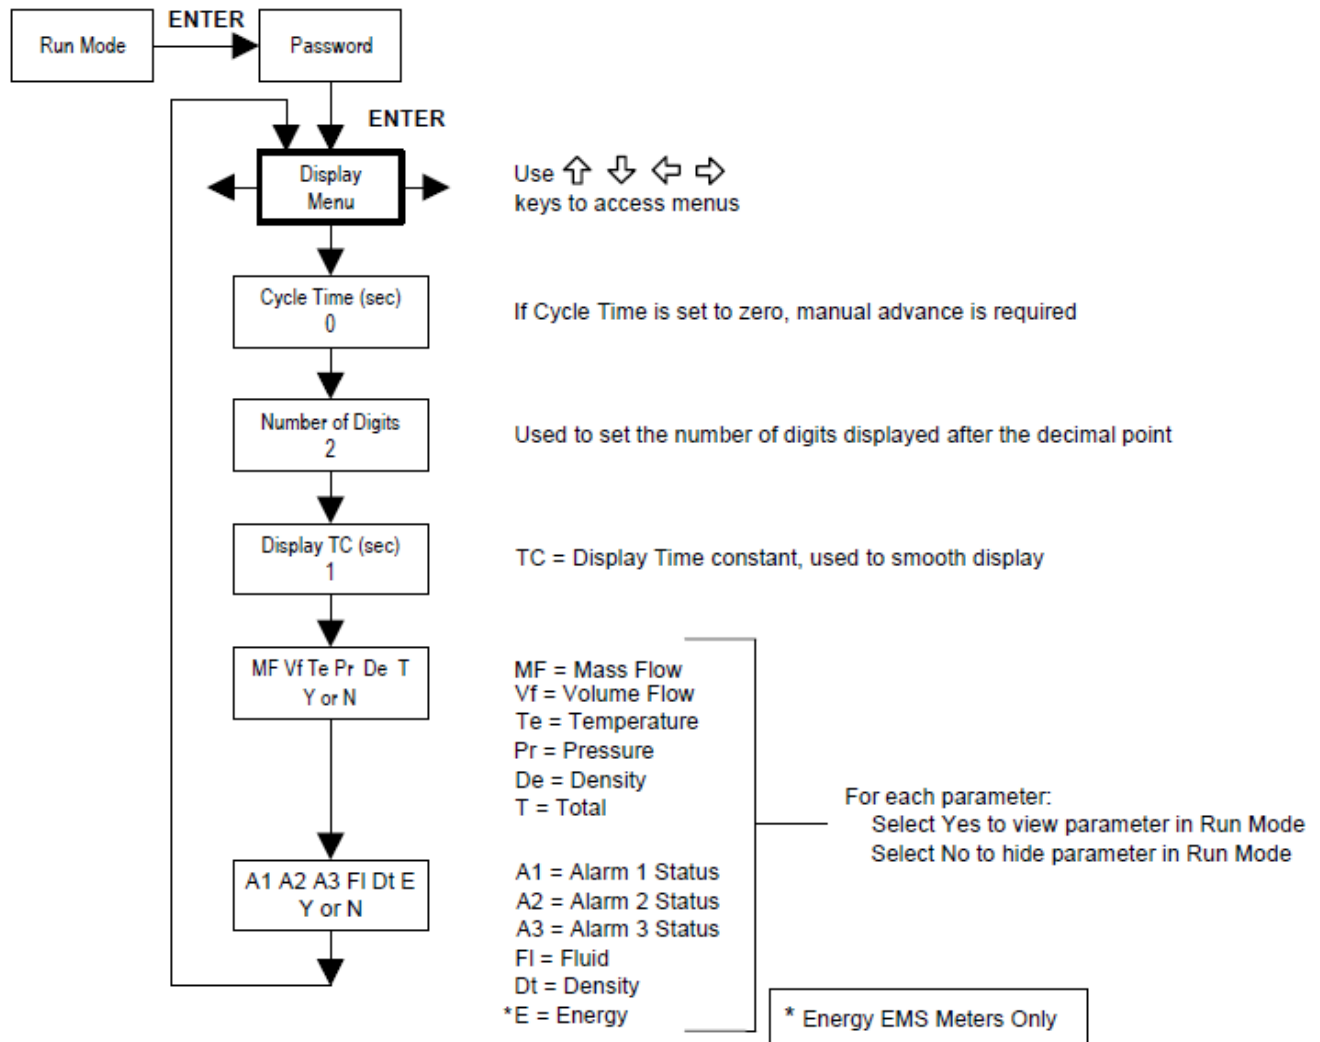 ENTER
Run Mode
Password
ENTER
Display
Menu
Use
keys to access menus
Cycle Time (sec)
0
If Cycle Time is set to zero, manual advance is required
Number of Digits
2
Used to set the number of digits displayed after the decimal point
Display TC (sec)
1
TC = Display Time constant, used to smooth display
MF Vf Te Pr De T
Y or N
MF = Mass Flow
Vf = Volume Flow
Te = Temperature
Pr = Pressure
De = Density
T = Total
For each parameter:
Select Yes to view parameter in Run Mode
Select No to hide parameter in Run Mode
A1 A2 A3 Fl Dt E
Y or N
A1 = Alarm 1 Status
A2 = Alarm 2 Status
A3 = Alarm 3 Status
Fl = Fluid
Dt = Density
*E = Energy
* Energy EMS Meters Only